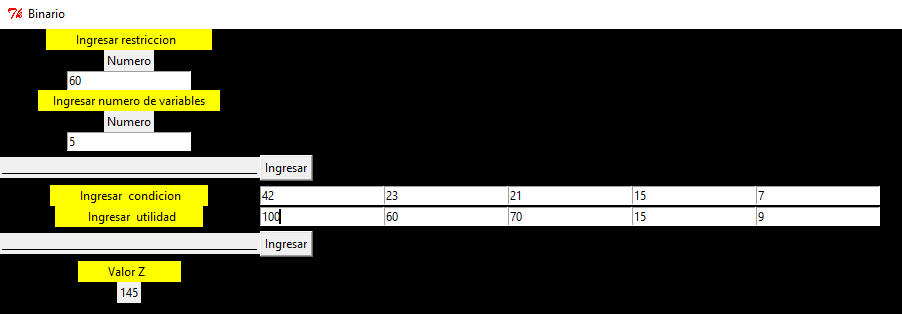 Binario
Ingresar restriccion
Numero
60
Ingresar numero de variables
Numero
5
Ingresar
Ingresar condicion 42 23 21 15 7
Ingresar utilidad 100 60 70 15 9
Ingresar
Valor Z
145